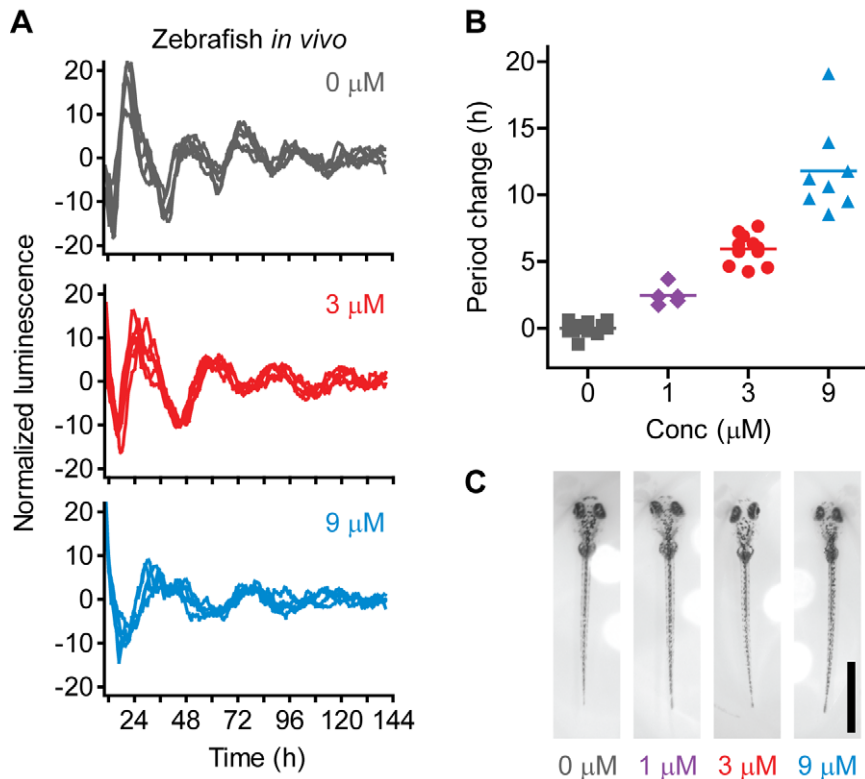 A
Zebrafish in vivo
Normalized luminescence
20
10
0
-10
-20
0 μM
20
10
0
-10
-20
3 μM
20
10
0
-10
-20
9 μM
24 48 72 96 120 144
Time (h)
B
Period change (h)
20
15
10
5
0
0 1 3 9
Conc (μM)
C
0 μM 1 μM 3 μM 9 μM